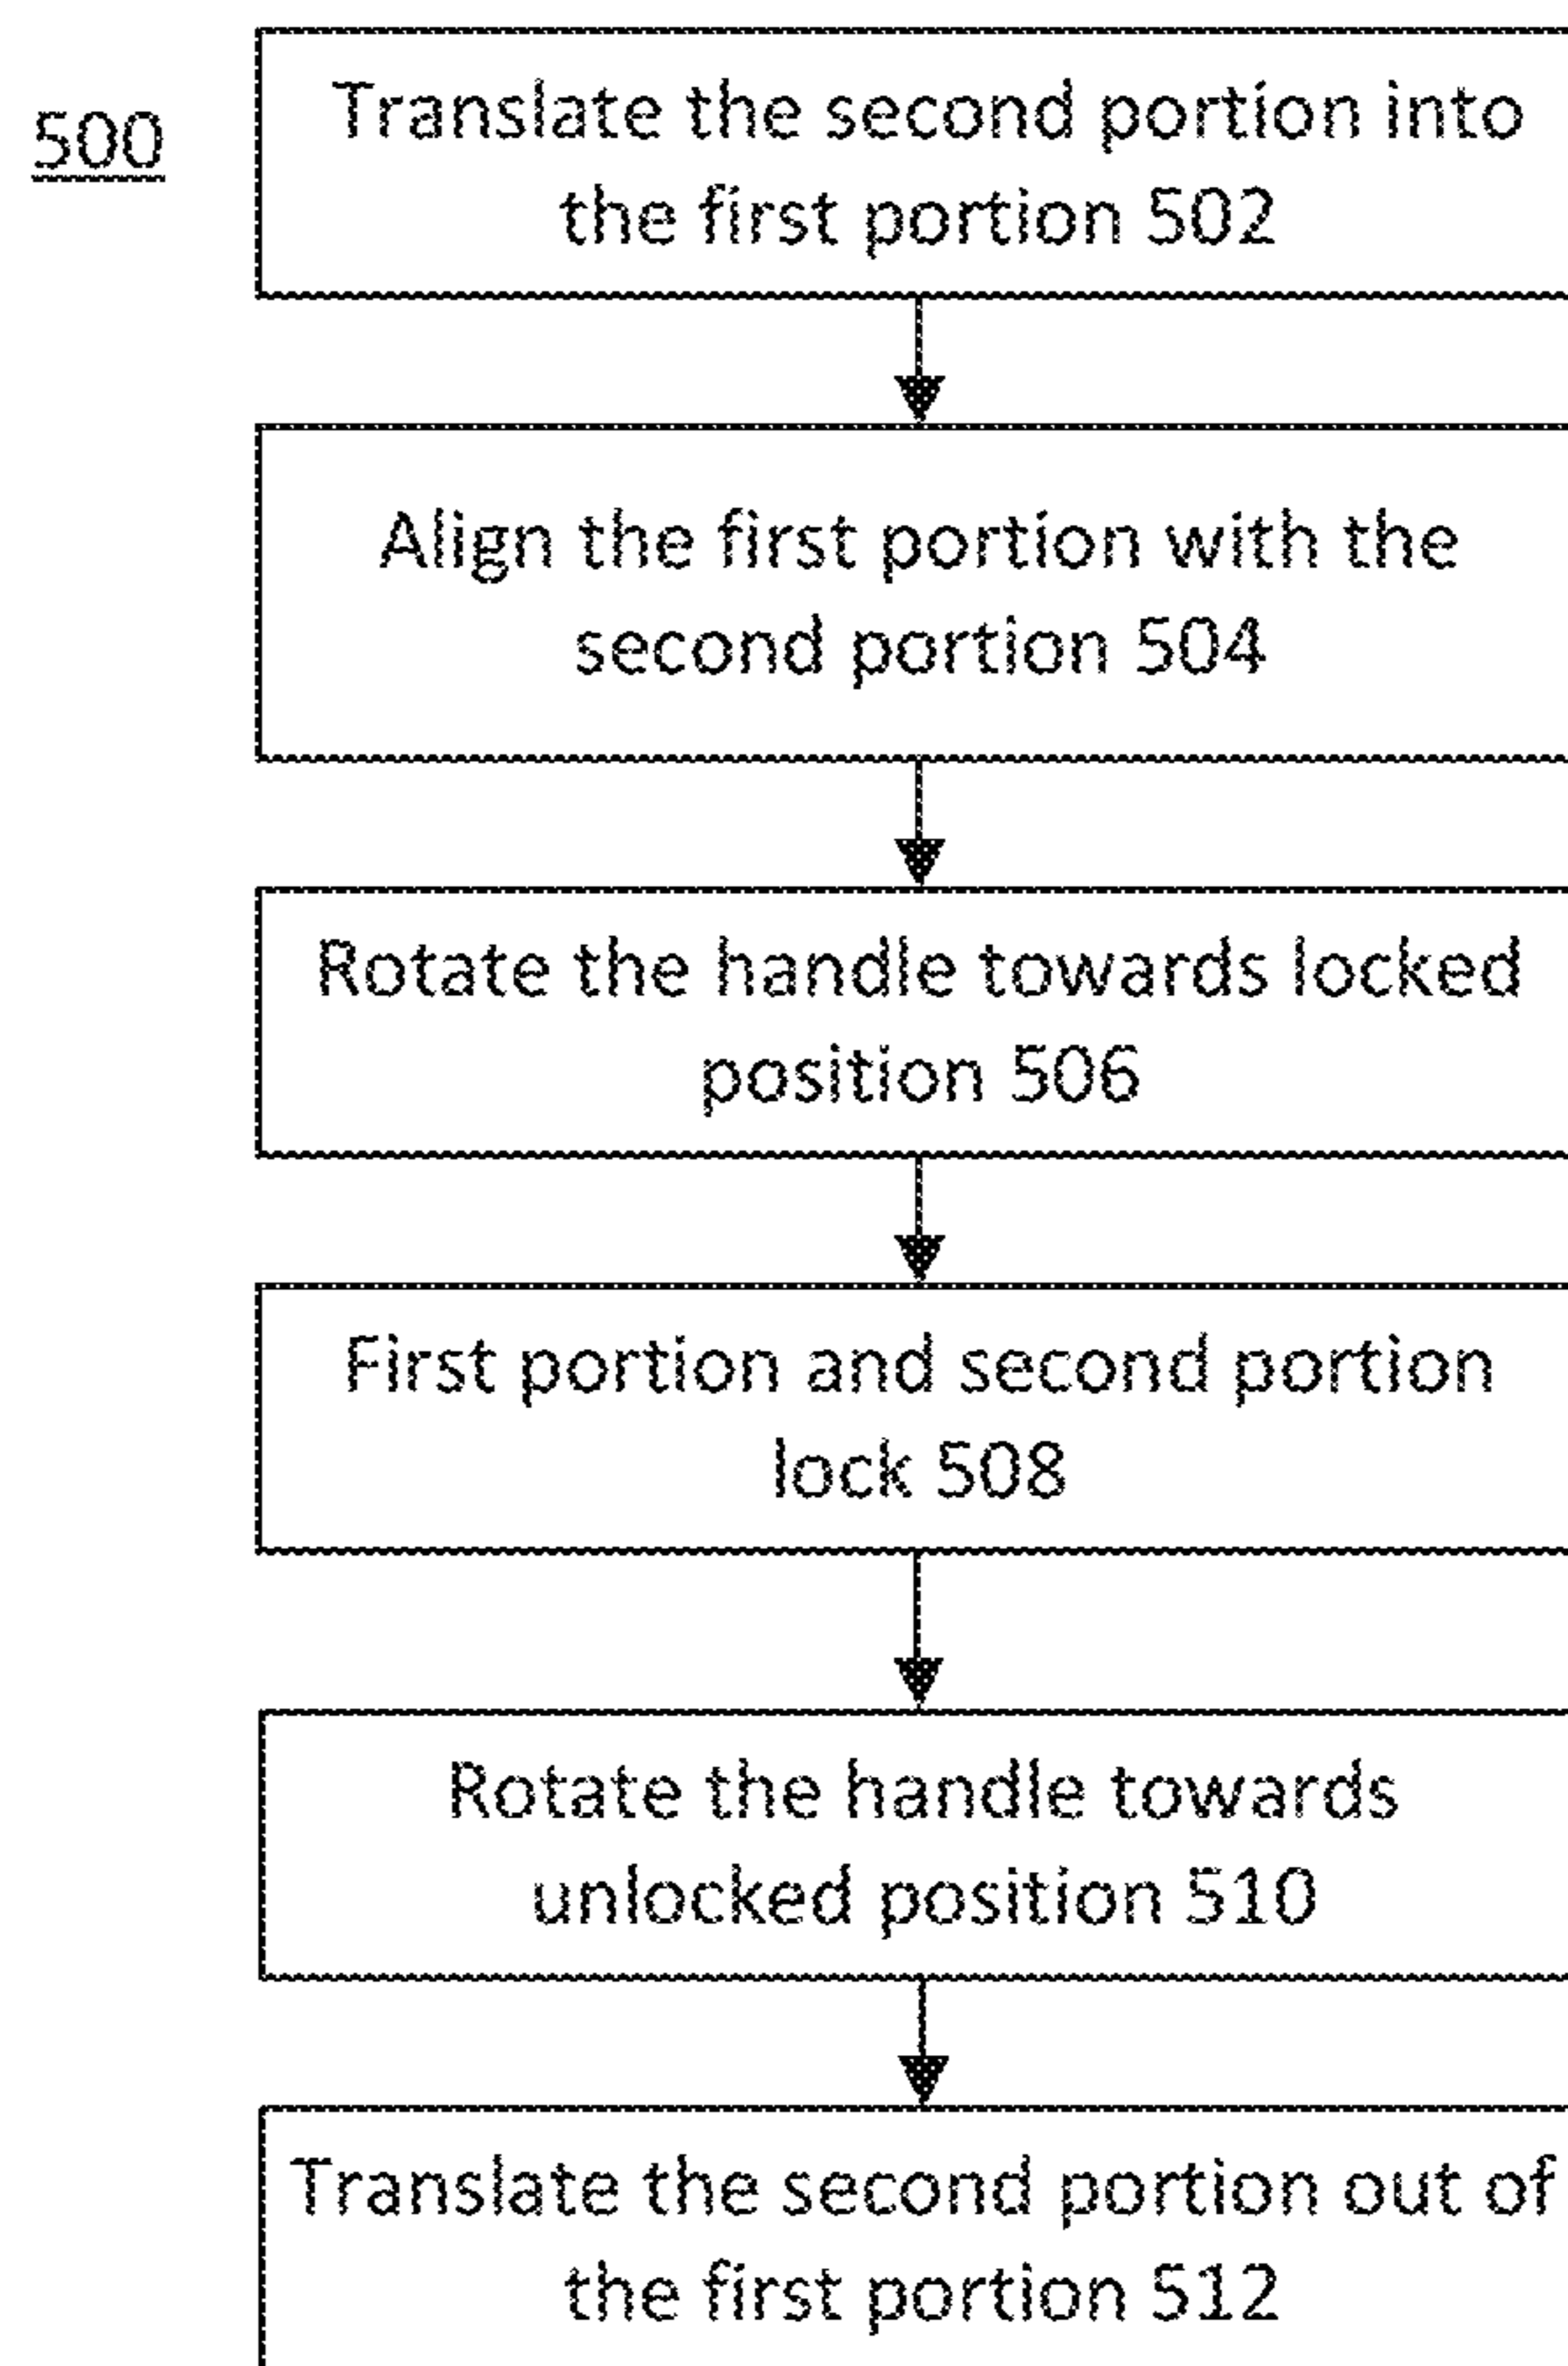 500
Translate the second portion into
the first portion 502
Align the first portion with the
second portion 504
Rotate the handle towards locked
position 506
First portion and second portion
lock 508
Rotate the handle towards
unlocked position 510
Translate the second portion out of
the first portion 512